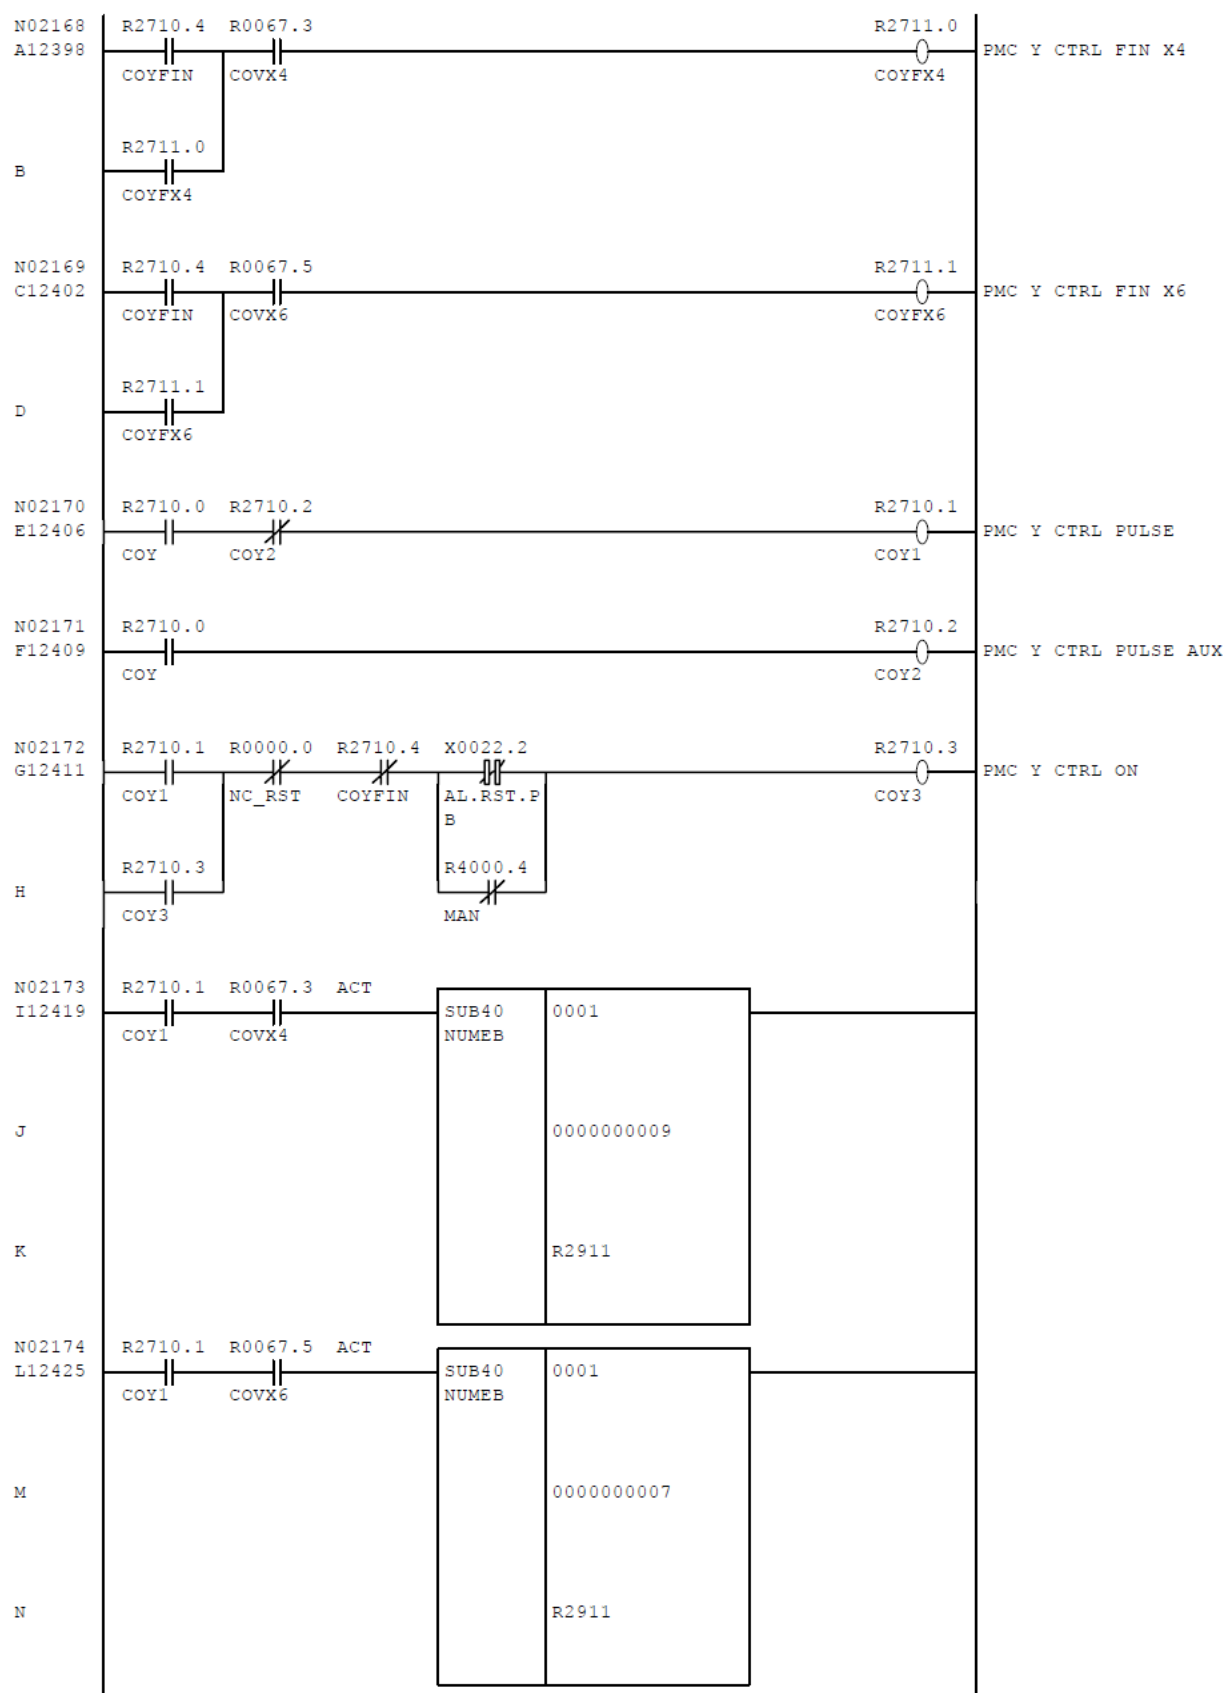 N02168 R2710.4 R0067.3 R2711.0
A12398 PMC Y CTRL FIN X4
COYFIN COVX4 COYFX4
R2711.0
B
COYFX4
N02169 R2710.4 R0067.5 R2711.1
C12402 PMC Y CTRL FIN X6
COYFIN COVX6 COYFX6
R2711.1
D
COYFX6
N02170 R2710.0 R2710.2 R2710.1
E12406 PMC Y CTRL PULSE
COY COY2 COY1
N02171 R2710.0 R2710.2
F12409 PMC Y CTRL PULSE AUX
COY COY2
N02172 R2710.1 R0000.0 R2710.4 X0022.2 R2710.3
G12411 PMC Y CTRL ON
COY1 NC_RST COYFIN AL.RST.P COY3
B
R2710.3 R4000.4
H
COY3 MAN
N02173 R2710.1 R0067.3 ACT
I12419 SUB40 0001
COY1 COVX4 NUMEB
J 0000000009
K R2911
N02174 R2710.1 R0067.5 ACT
L12425 SUB40 0001
COY1 COVX6 NUMEB
M 0000000007
N R2911